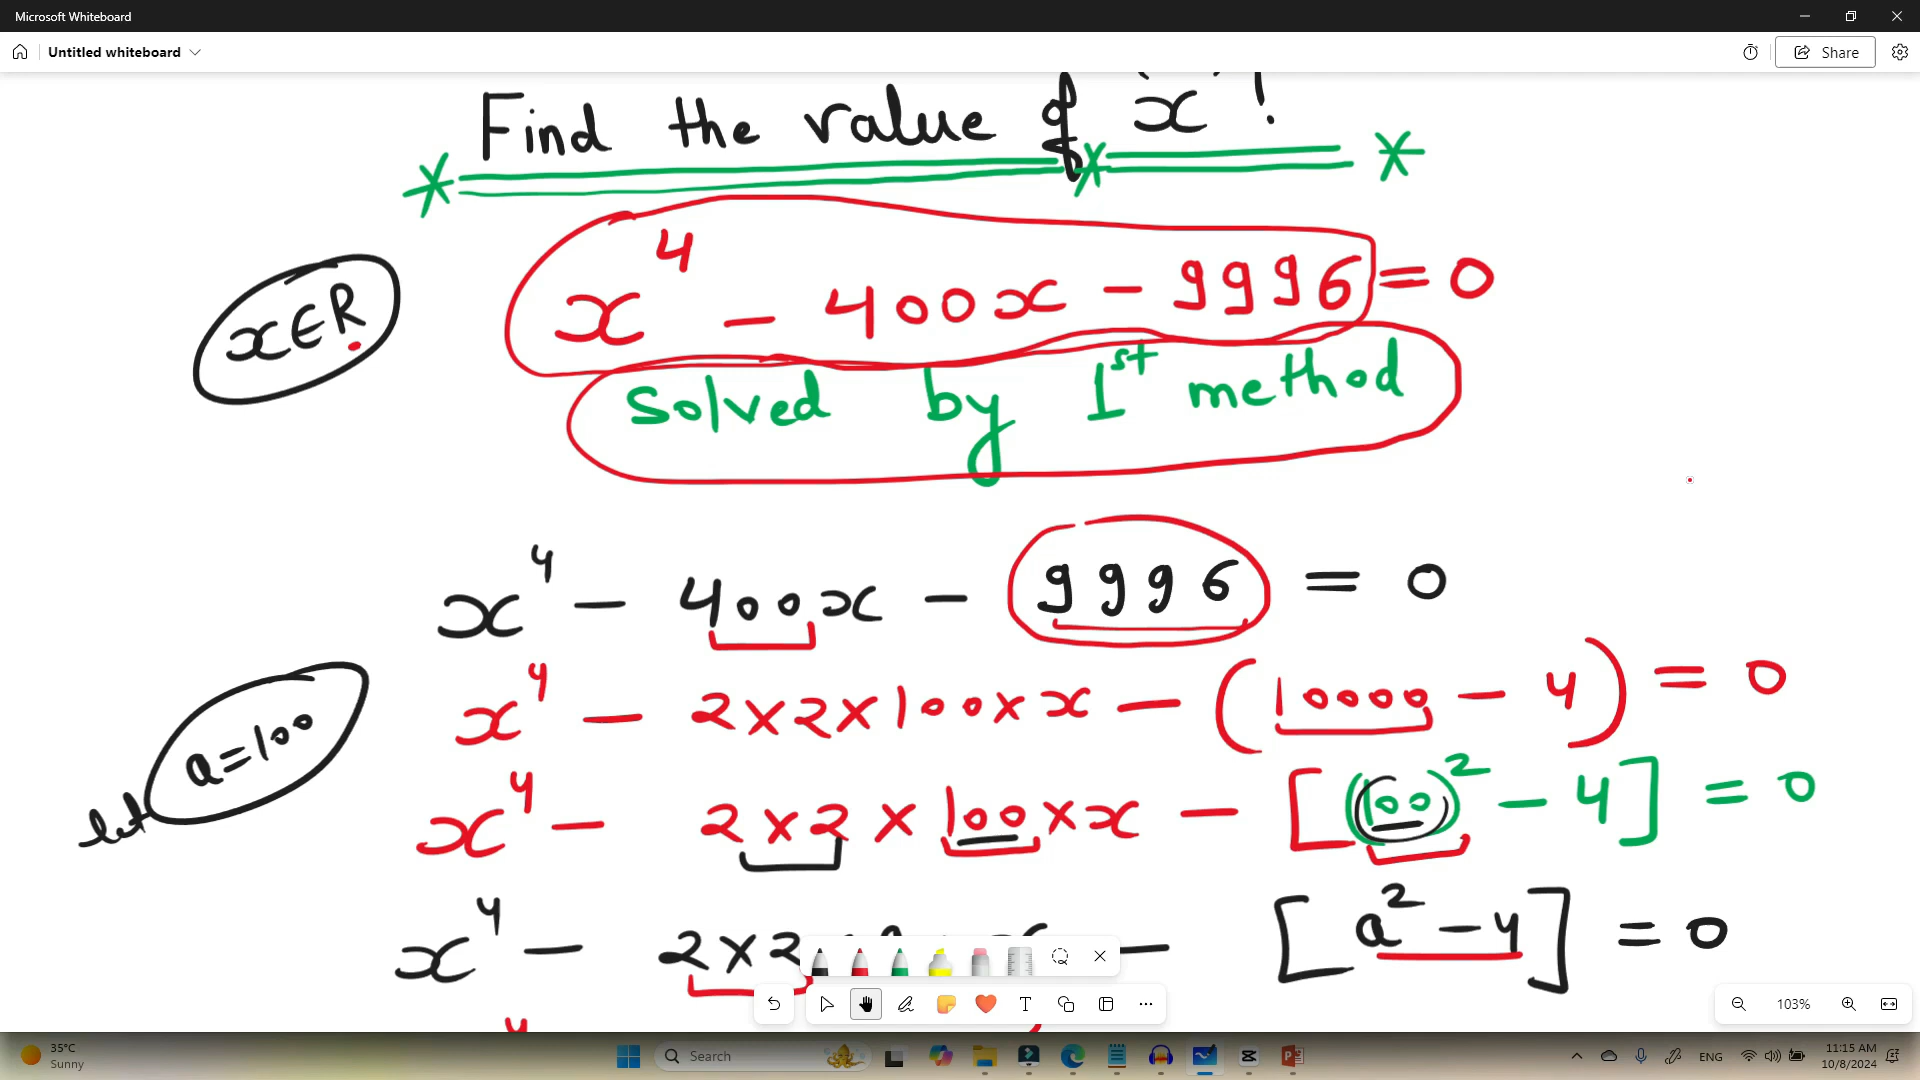 Microsoft Whiteboard
Untitled whiteboard
Share
Find the value of x !
x⁴ - 400x - 9996 = 0
x∈R
solved by 1st method
x⁴ - 400x - 9996 = 0
x⁴ - 2×2×100×x - (10000 - 4) = 0
let a=100
x⁴ - 2×2×100×x - [(100)² - 4] = 0
x⁴ - 2×2 - [a² - 4] = 0
4
T
103%
35°C
Sunny
Search
ENG
11:15 AM
10/8/2024